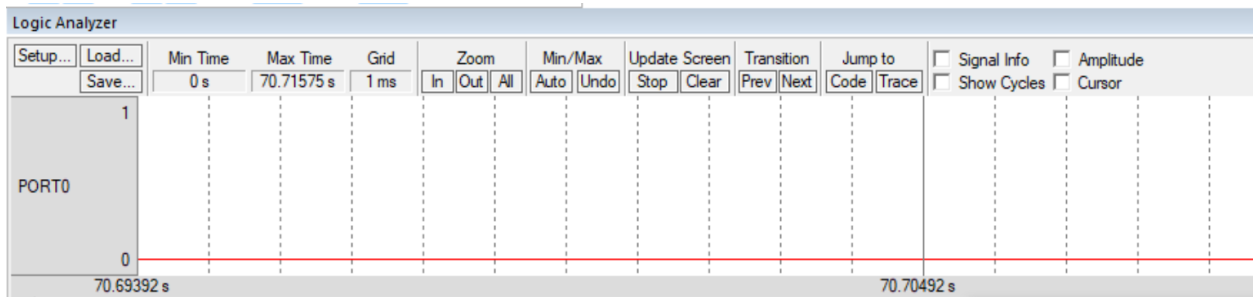 Logic Analyzer
Setup... Load... Min Time Max Time Grid Zoom Min/Max Update Screen Transition Jump to Signal Info Amplitude
Save... 0 s 70.71575 s 1 ms In Out All Auto Undo Stop Clear Prev Next Code Trace Show Cycles Cursor
1
PORT0
0
70.69392 s 70.70492 s